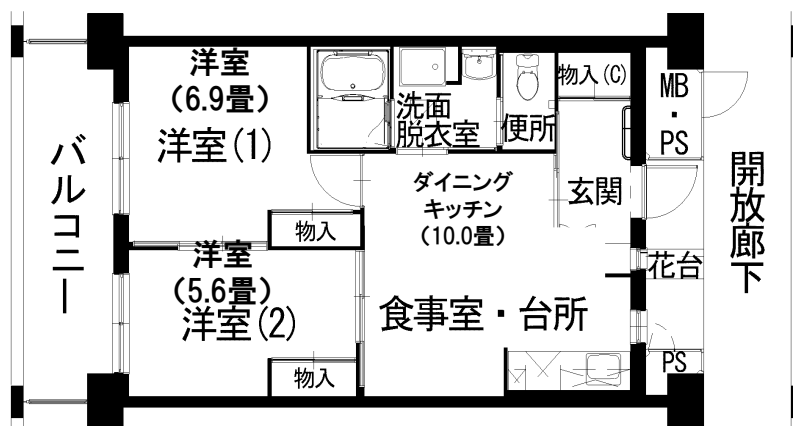 洋室
(6.9畳)
洋室(1)
洗面
脱衣室
便所
物入(C)
MB
・
PS
バルコニー
ダイニング
キッチン
(10.0畳)
玄関
開放廊下
物入
洋室
(5.6畳)
洋室(2)
食事室・台所
花台
物入
PS